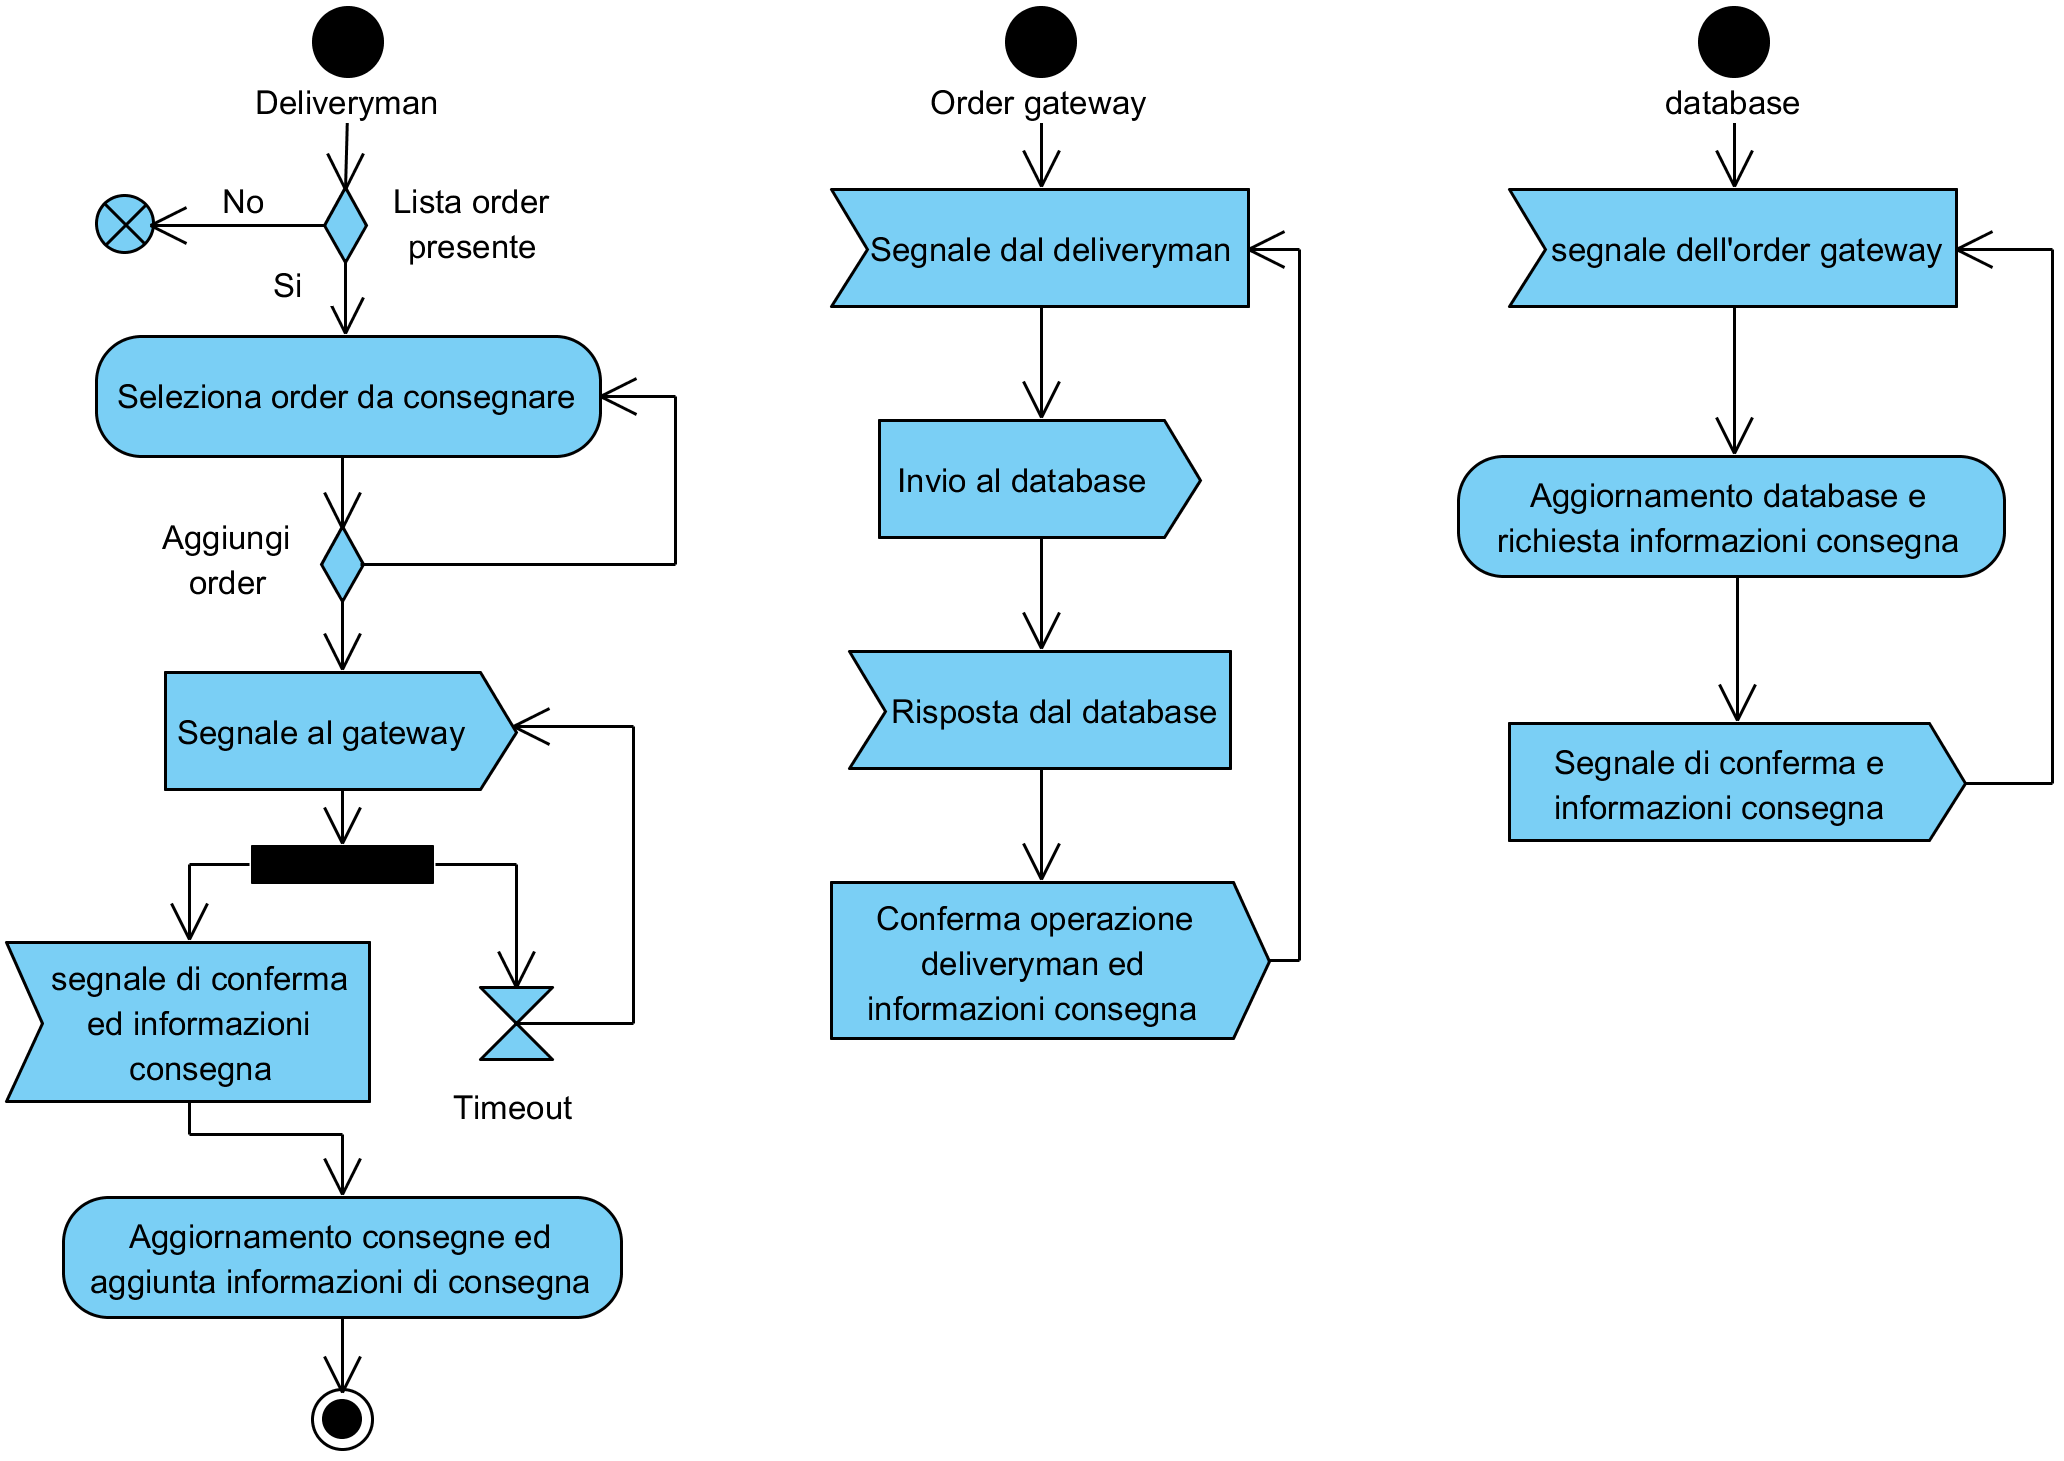 Deliveryman
No
Lista order
presente
Si
Seleziona order da consegnare
Aggiungi
order
Segnale al gateway
segnale di conferma
ed informazioni
consegna
Timeout
Aggiornamento consegne ed
aggiunta informazioni di consegna
Order gateway
Segnale dal deliveryman
Invio al database
Risposta dal database
Conferma operazione
deliveryman ed
informazioni consegna
database
segnale dell'order gateway
Aggiornamento database e
richiesta informazioni consegna
Segnale di conferma e
informazioni consegna